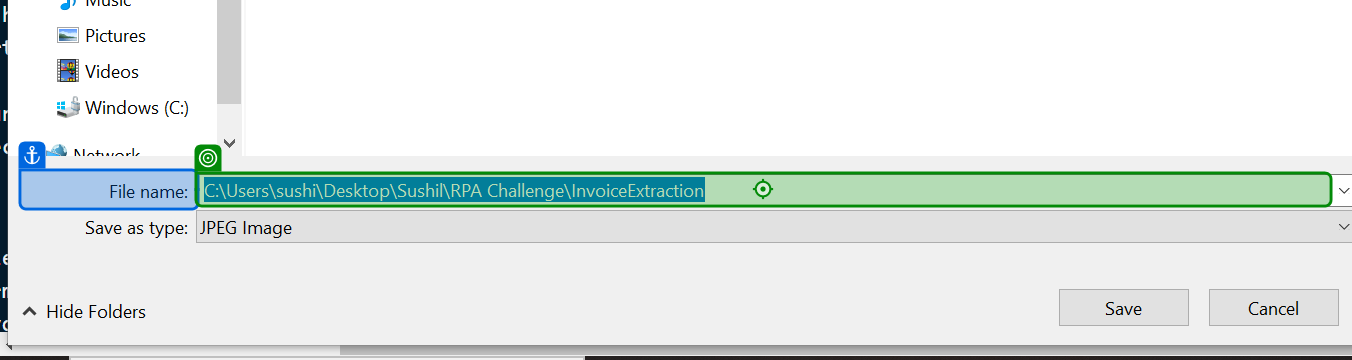 Music
Pictures
Videos
Windows (C:)
Network
File name: C:\Users\sushi\Desktop\Sushil\RPA Challenge\InvoiceExtraction
Save as type: JPEG Image
Hide Folders
Save Cancel